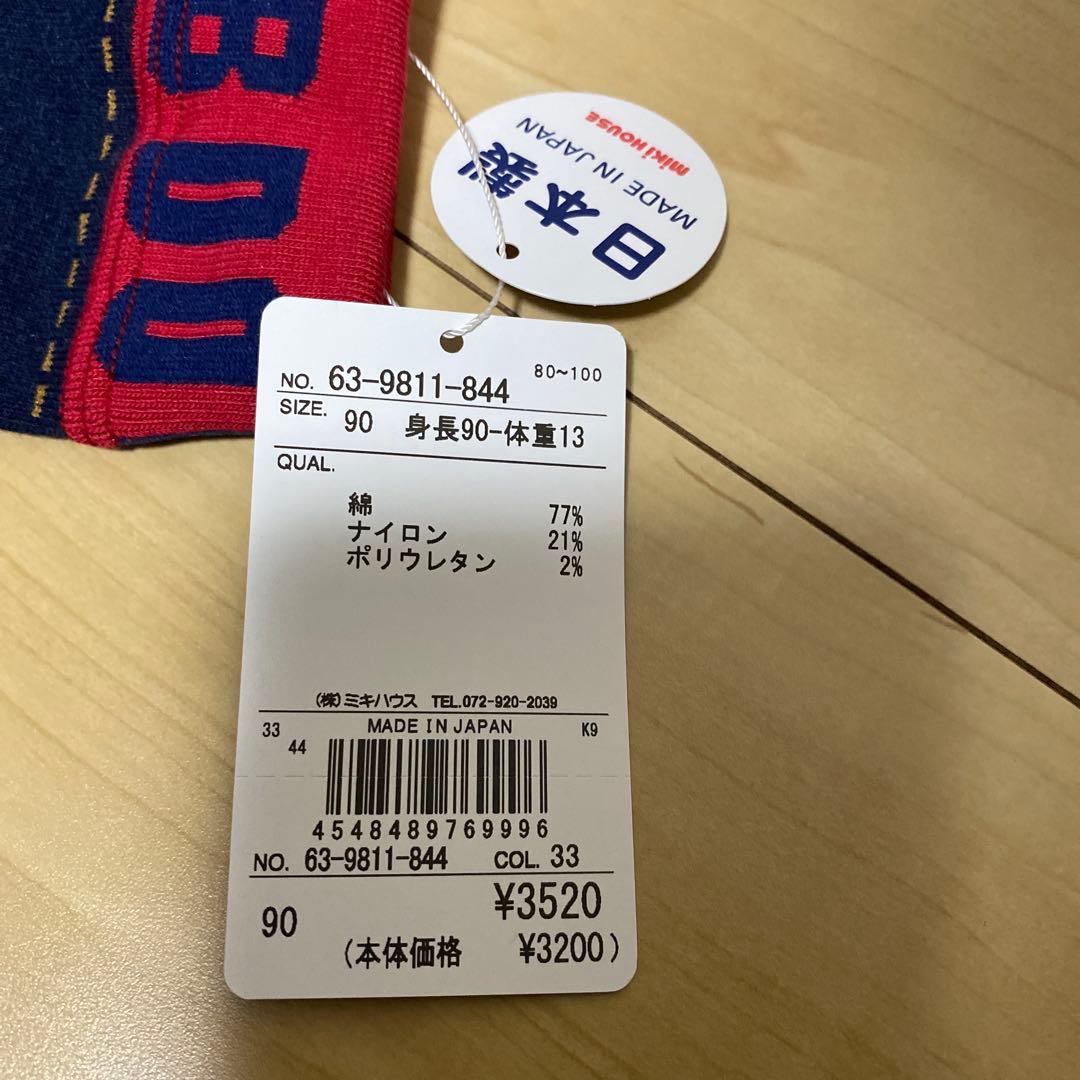 日本製
MADE IN JAPAN
miki HOUSE
NO. 63-9811-844 80~100
SIZE. 90 身長90-体重13
QUAL.
綿 77%
ナイロン 21%
ポリウレタン 2%
(株)ミキハウス TEL.072-920-2039
33 MADE IN JAPAN K9
44
4548489769996
NO. 63-9811-844 COL. 33
90 ¥3520
(本体価格 ¥3200)